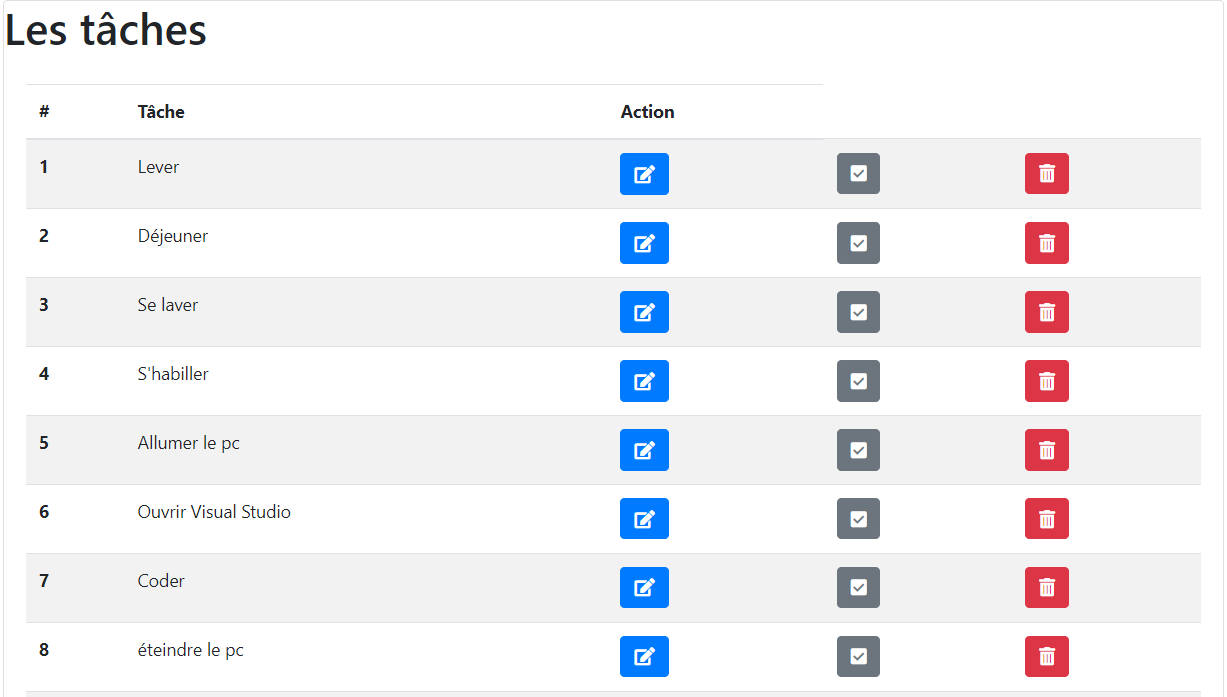 Les tâches
# Tâche Action
1 Lever
2 Déjeuner
3 Se laver
4 S'habiller
5 Allumer le pc
6 Ouvrir Visual Studio
7 Coder
8 éteindre le pc